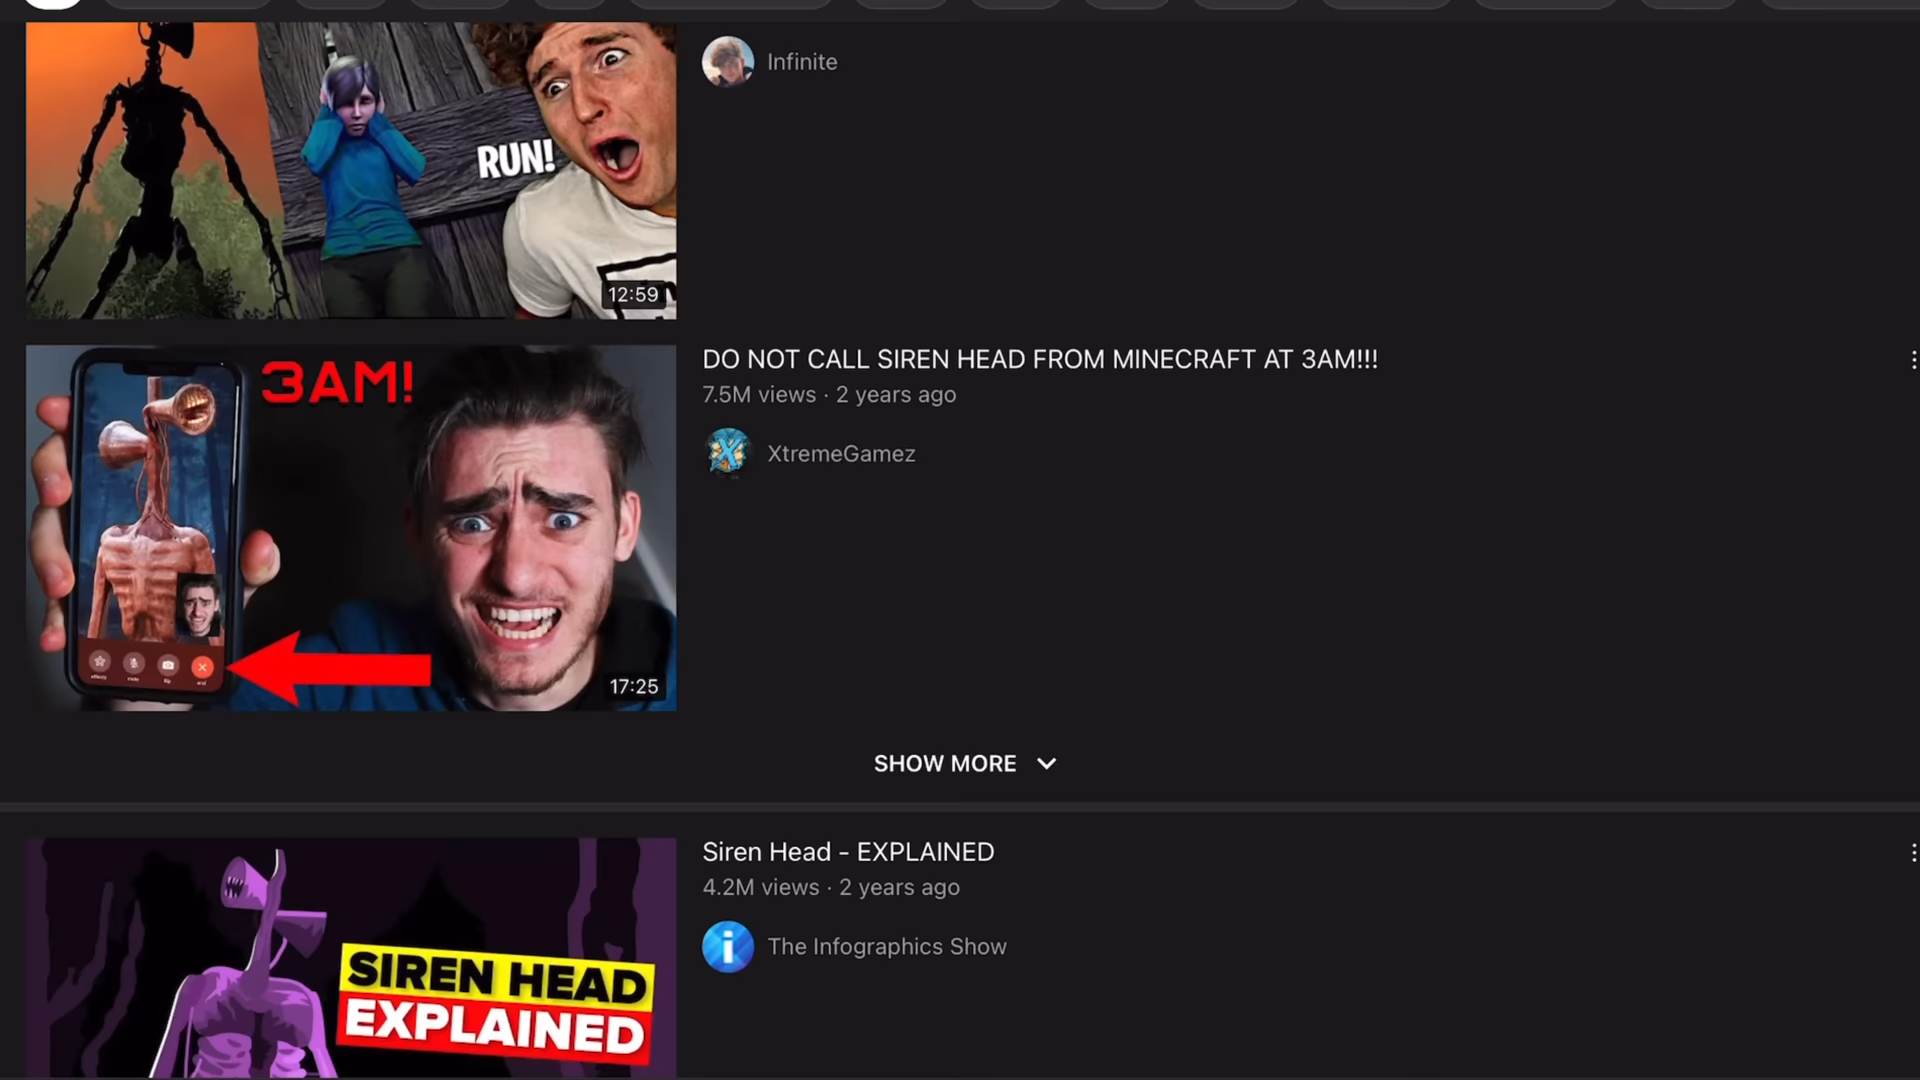 Infinite
RUN!
12:59
3AM!
DO NOT CALL SIREN HEAD FROM MINECRAFT AT 3AM!!!
7.5M views · 2 years ago
XtremeGamez
17:25
SHOW MORE
Siren Head - EXPLAINED
4.2M views · 2 years ago
The Infographics Show
SIREN HEAD
EXPLAINED